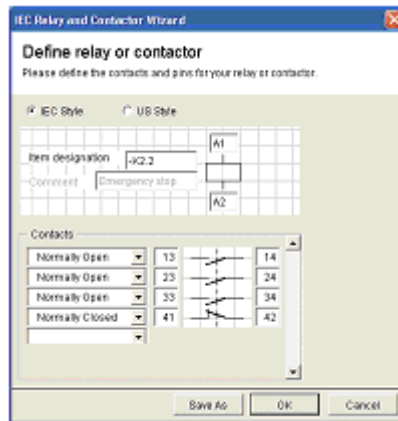 IEC Relay and Contactor Wizard
Define relay or contactor
Please define the contacts and pins for your relay or contactor.
IEC Style US Style
A1
Item designation -K2.2
Comment Emergency stop
A2
Contacts
Normally Open 13 14
Normally Open 23 24
Normally Open 33 34
Normally Closed 41 42
Save As OK Cancel